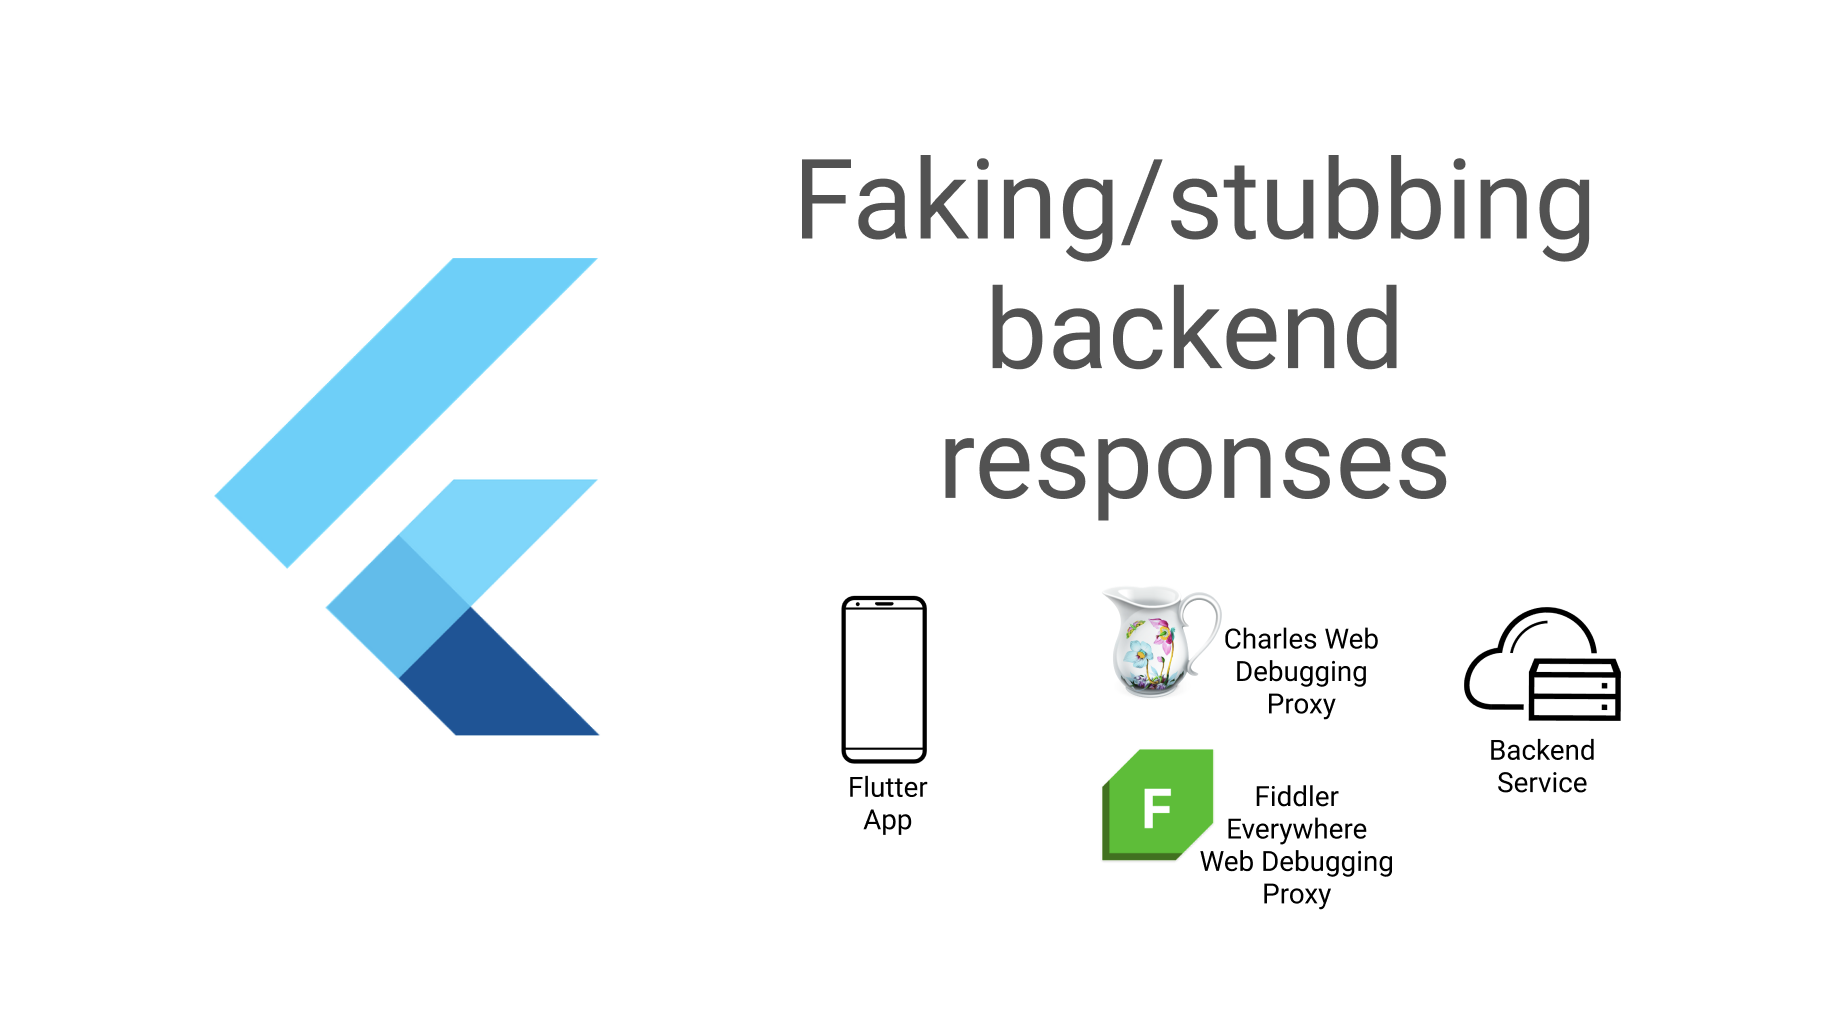 Faking/stubbing
backend
responses
Flutter
App
Charles Web
Debugging
Proxy
F
Fiddler
Everywhere
Web Debugging
Proxy
Backend
Service